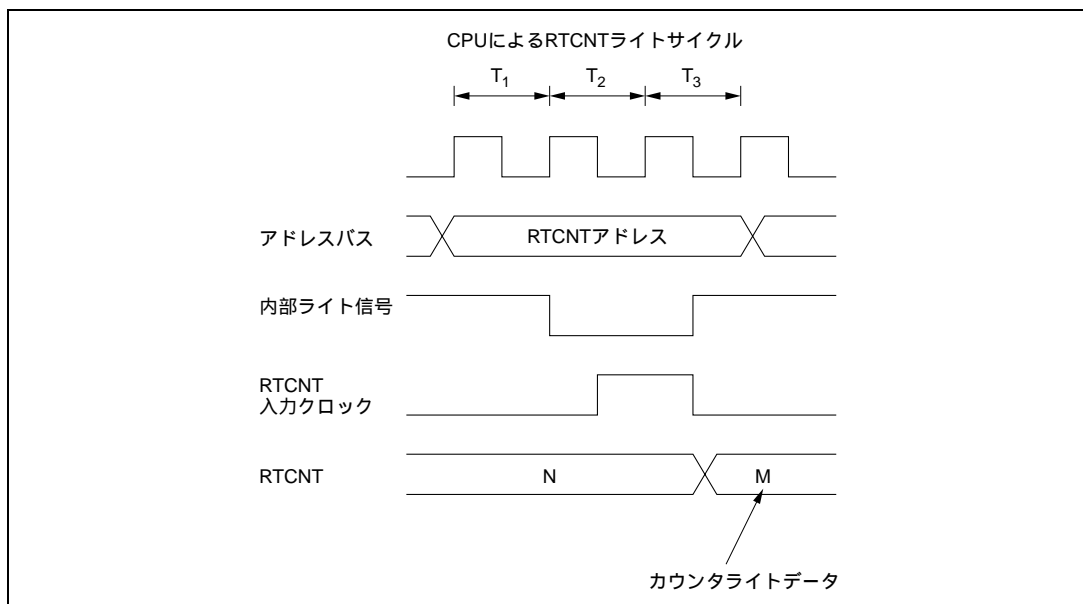 CPUによるRTCNTライトサイクル
T1 T2 T3
アドレスバス
RTCNTアドレス
内部ライト信号
RTCNT
入力クロック
RTCNT
N
M
カウンタライトデータ